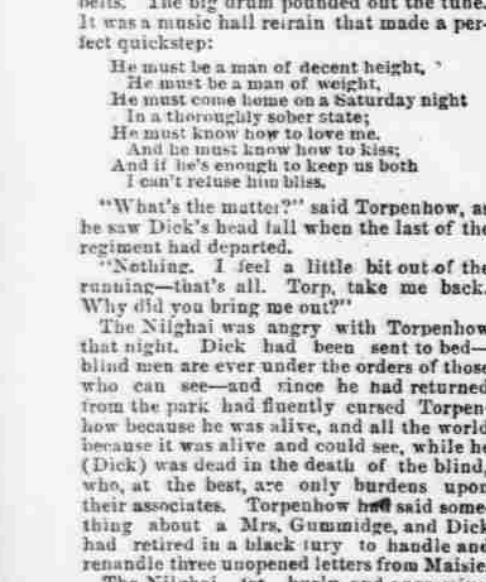 belts. The big drum pounded out the tune.
It was a music hall refrain that made a per-
fect quickstep:
He must be a man of decent height,
He must be a man of weight,
He must come home on a Saturday night
In a thoroughly sober state;
He must know how to love me,
And he must know how to kiss;
And if he's enough to keep us both
I can't refuse him bliss.
"What's the matter?" said Torpenhow, as
he saw Dick's head fall when the last of the
regiment had departed.
"Nothing. I feel a little bit out of the
running—that's all. Torp, take me back.
Why did you bring me out?"
The Nilghai was angry with Torpenhow
that night. Dick had been sent to bed—
blind men are ever under the orders of those
who can see—and since he had returned
from the park had fluently cursed Torpen-
how because he was alive, and all the world
because it was alive and could see, while he
(Dick) was dead in the death of the blind,
who, at the best, are only burdens upon
their associates. Torpenhow had said some
thing about a Mrs. Gummidge, and Dick
had retired in a black fury to handle and
rehandle three unopened letters from Maisie
The Nilghai